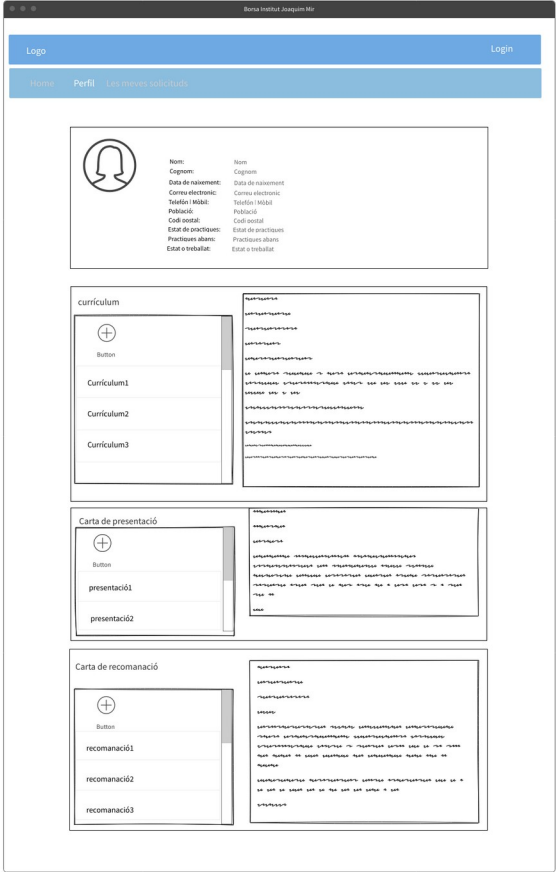 Borsa Institut Joaquim Mir
Logo Login
Home Perfil Les meves solicituds
Nom: Nom
Cognom: Cognom
Data de naixement: Data de naixement
Correu electronic: Correu electronic
Telefón | Mòbil: Telefón | Mòbil
Població: Població
Codi postal: Codi postal
Estat de practiques: Estat de practiques
Practiques abans: Practiques abans
Estat o treballat: Estat o treballat
currículum
Button
Currículum1
Currículum2
Currículum3
Carta de presentació
Button
presentació1
presentació2
Carta de recomanació
Button
recomanació1
recomanació2
recomanació3